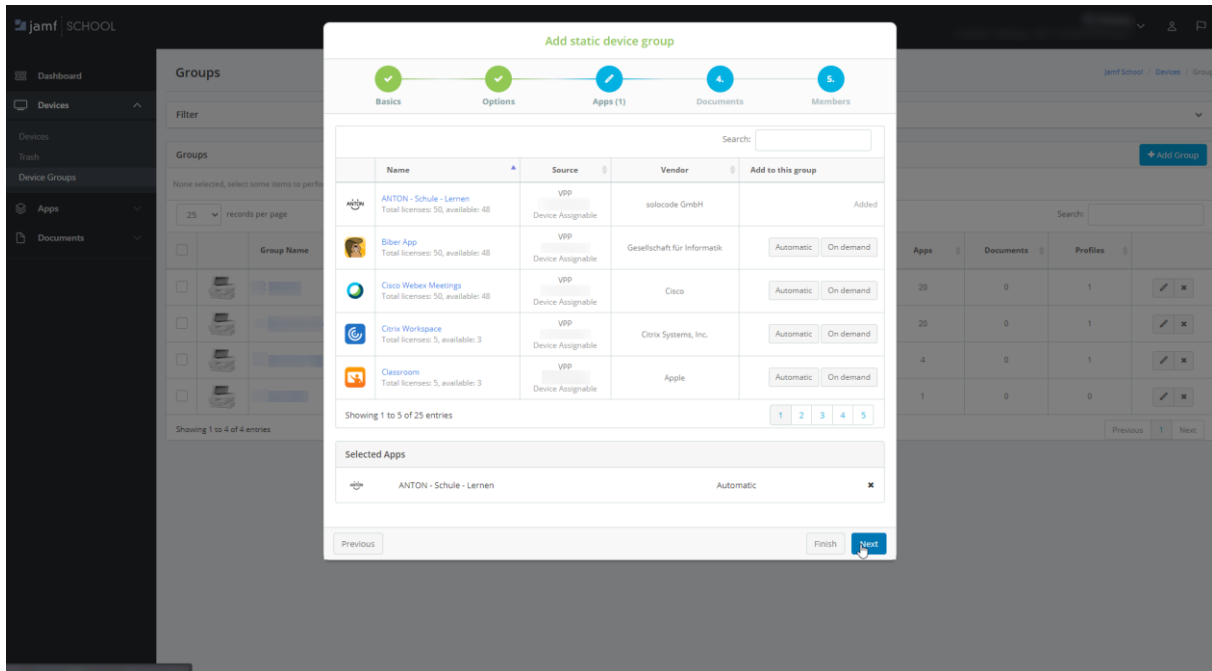 jamf SCHOOL
Dashboard
Devices
Devices
Trash
Device Groups
Apps
Documents
Groups
Jamf School / Devices / Group
Filter
Groups
+ Add Group
None selected, select some items to perfo
25 records per page
Search:
Group Name
Apps
Documents
Profiles
20 0 1
20 0 1
4 0 1
1 0 0
Showing 1 to 4 of 4 entries
Previous 1 Next
Add static device group
4. 5.
Basics Options Apps (1) Documents Members
Search:
Name Source Vendor Add to this group
ANTON
ANTON - Schule - Lernen
Total licenses: 50, available: 48
VPP
Device Assignable
solocode GmbH
Added
Biber App
Total licenses: 50, available: 48
VPP
Device Assignable
Gesellschaft für Informatik
Automatic On demand
Cisco Webex Meetings
Total licenses: 50, available: 48
VPP
Device Assignable
Cisco
Automatic On demand
Citrix Workspace
Total licenses: 5, available: 3
VPP
Device Assignable
Citrix Systems, Inc.
Automatic On demand
Classroom
Total licenses: 5, available: 3
VPP
Device Assignable
Apple
Automatic On demand
Showing 1 to 5 of 25 entries
1 2 3 4 5
Selected Apps
ANTON
ANTON - Schule - Lernen Automatic
Previous Finish Next